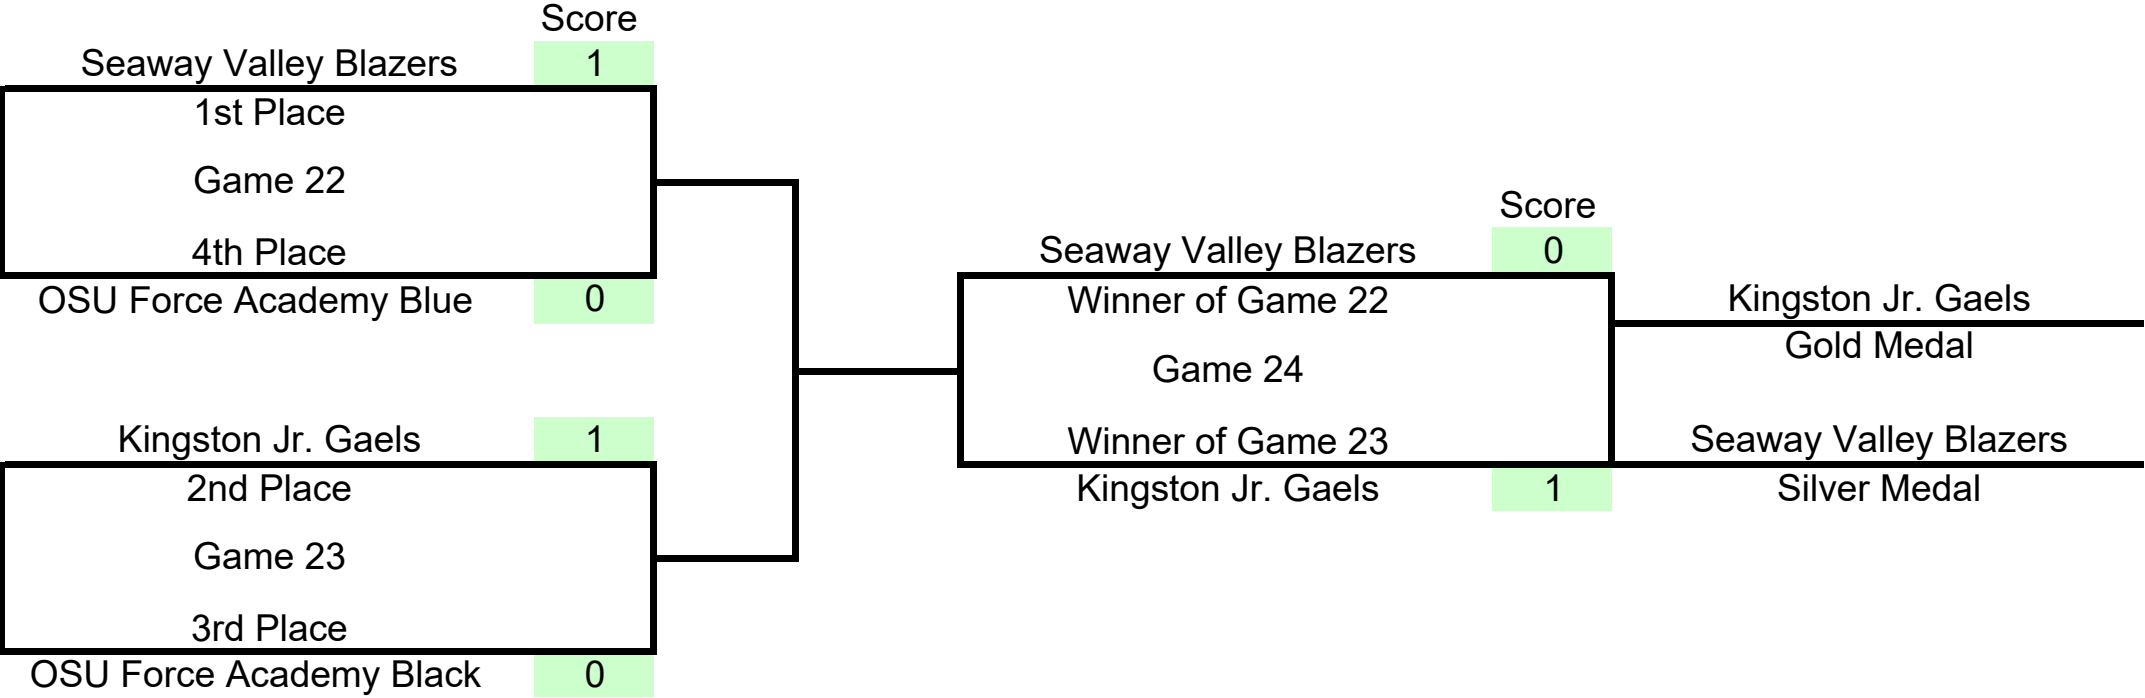 Score
Seaway Valley Blazers 1
1st Place
Game 22
4th Place
OSU Force Academy Blue 0
Kingston Jr. Gaels 1
2nd Place
Game 23
3rd Place
OSU Force Academy Black 0
Score
Seaway Valley Blazers 0
Winner of Game 22
Game 24
Winner of Game 23
Kingston Jr. Gaels 1
Kingston Jr. Gaels
Gold Medal
Seaway Valley Blazers
Silver Medal